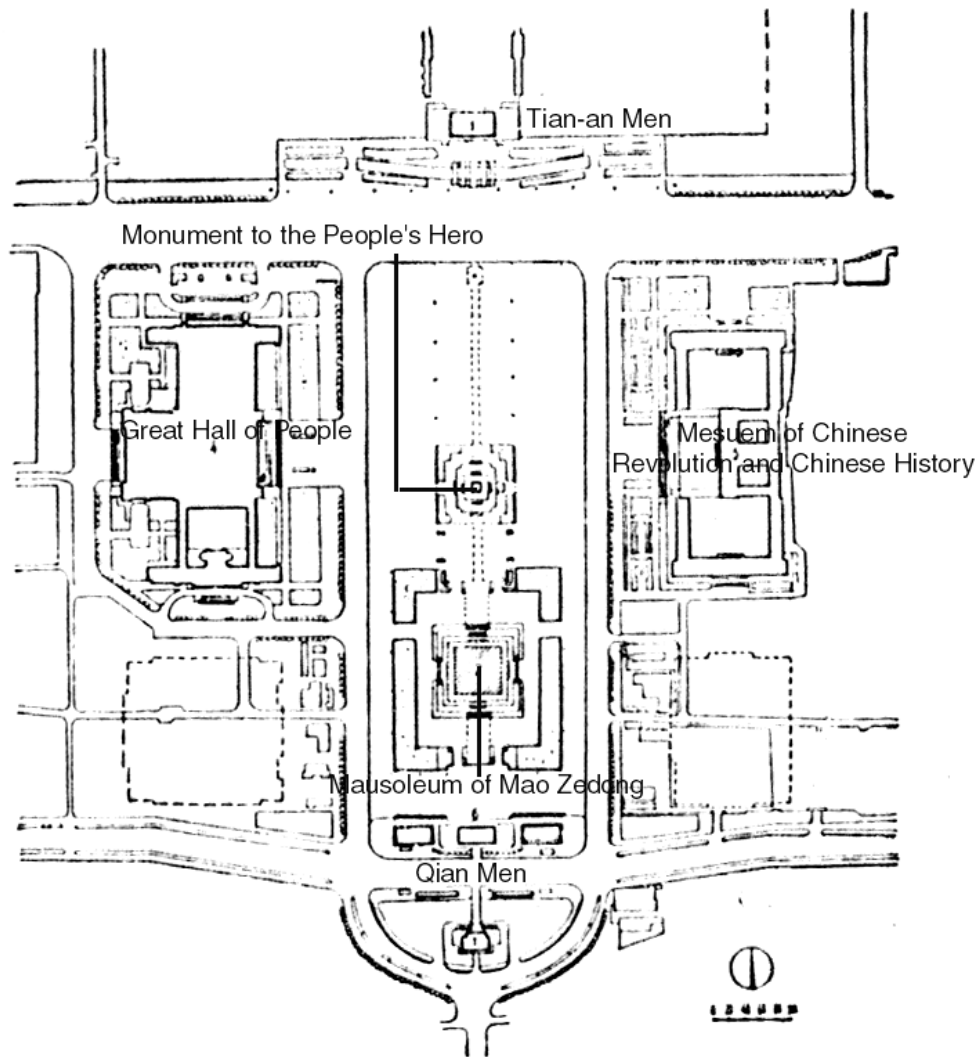 Tian-an Men
Monument to the People's Hero
Great Hall of People
4
Mesuem of Chinese
Revolution and Chinese History
Mausoleum of Mao Zedong
Qian Men